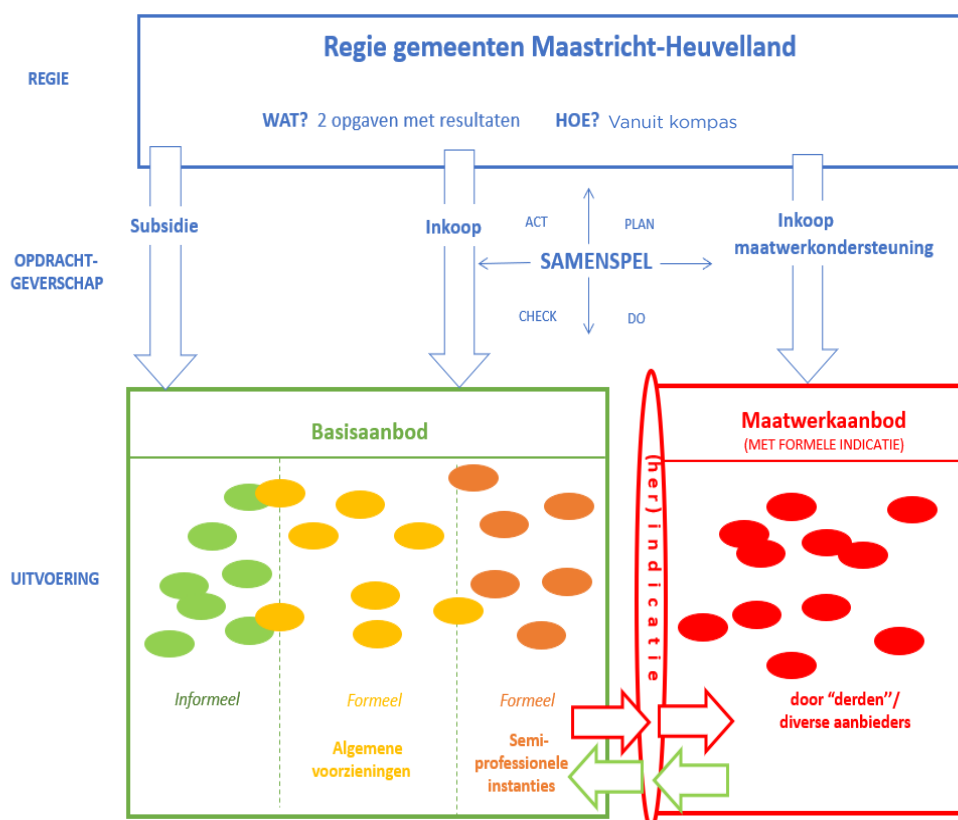 Regie gemeenten Maastricht-Heuvelland
REGIE
WAT? 2 opgaven met resultaten HOE? Vanuit kompas
Subsidie
Inkoop
ACT
PLAN
Inkoop
maatwerkondersteuning
OPDRACHT-
GEVERSCHAP
SAMENSPEL
CHECK
DO
Basisaanbod
Maatwerkaanbod
(MET FORMELE INDICATIE)
(her)indicatie
UITVOERING
Informeel
Formeel
Formeel
Algemene
voorzieningen
Semi-
professionele
instanties
door “derden”/
diverse aanbieders